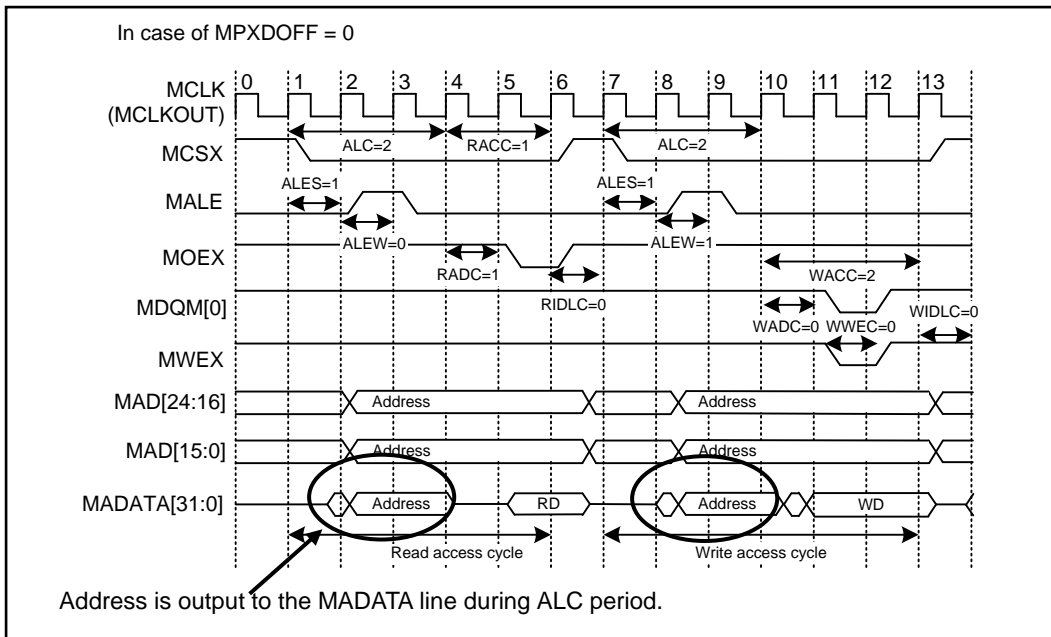 In case of MPXDOFF = 0
0 1 2 3 4 5 6 7 8 9 10 11 12 13
MCLK
(MCLKOUT)
ALC=2 RACC=1 ALC=2
MCSX
ALES=1 ALES=1
MALE
ALEW=0 ALEW=1
MOEX
RADC=1 WACC=2
MDQM[0]
RIDLC=0 WADC=0 WWEC=0 WIDLC=0
MWEX
MAD[24:16] Address Address
MAD[15:0] Address Address
MADATA[31:0] Address RD Address WD
Read access cycle Write access cycle
Address is output to the MADATA line during ALC period.